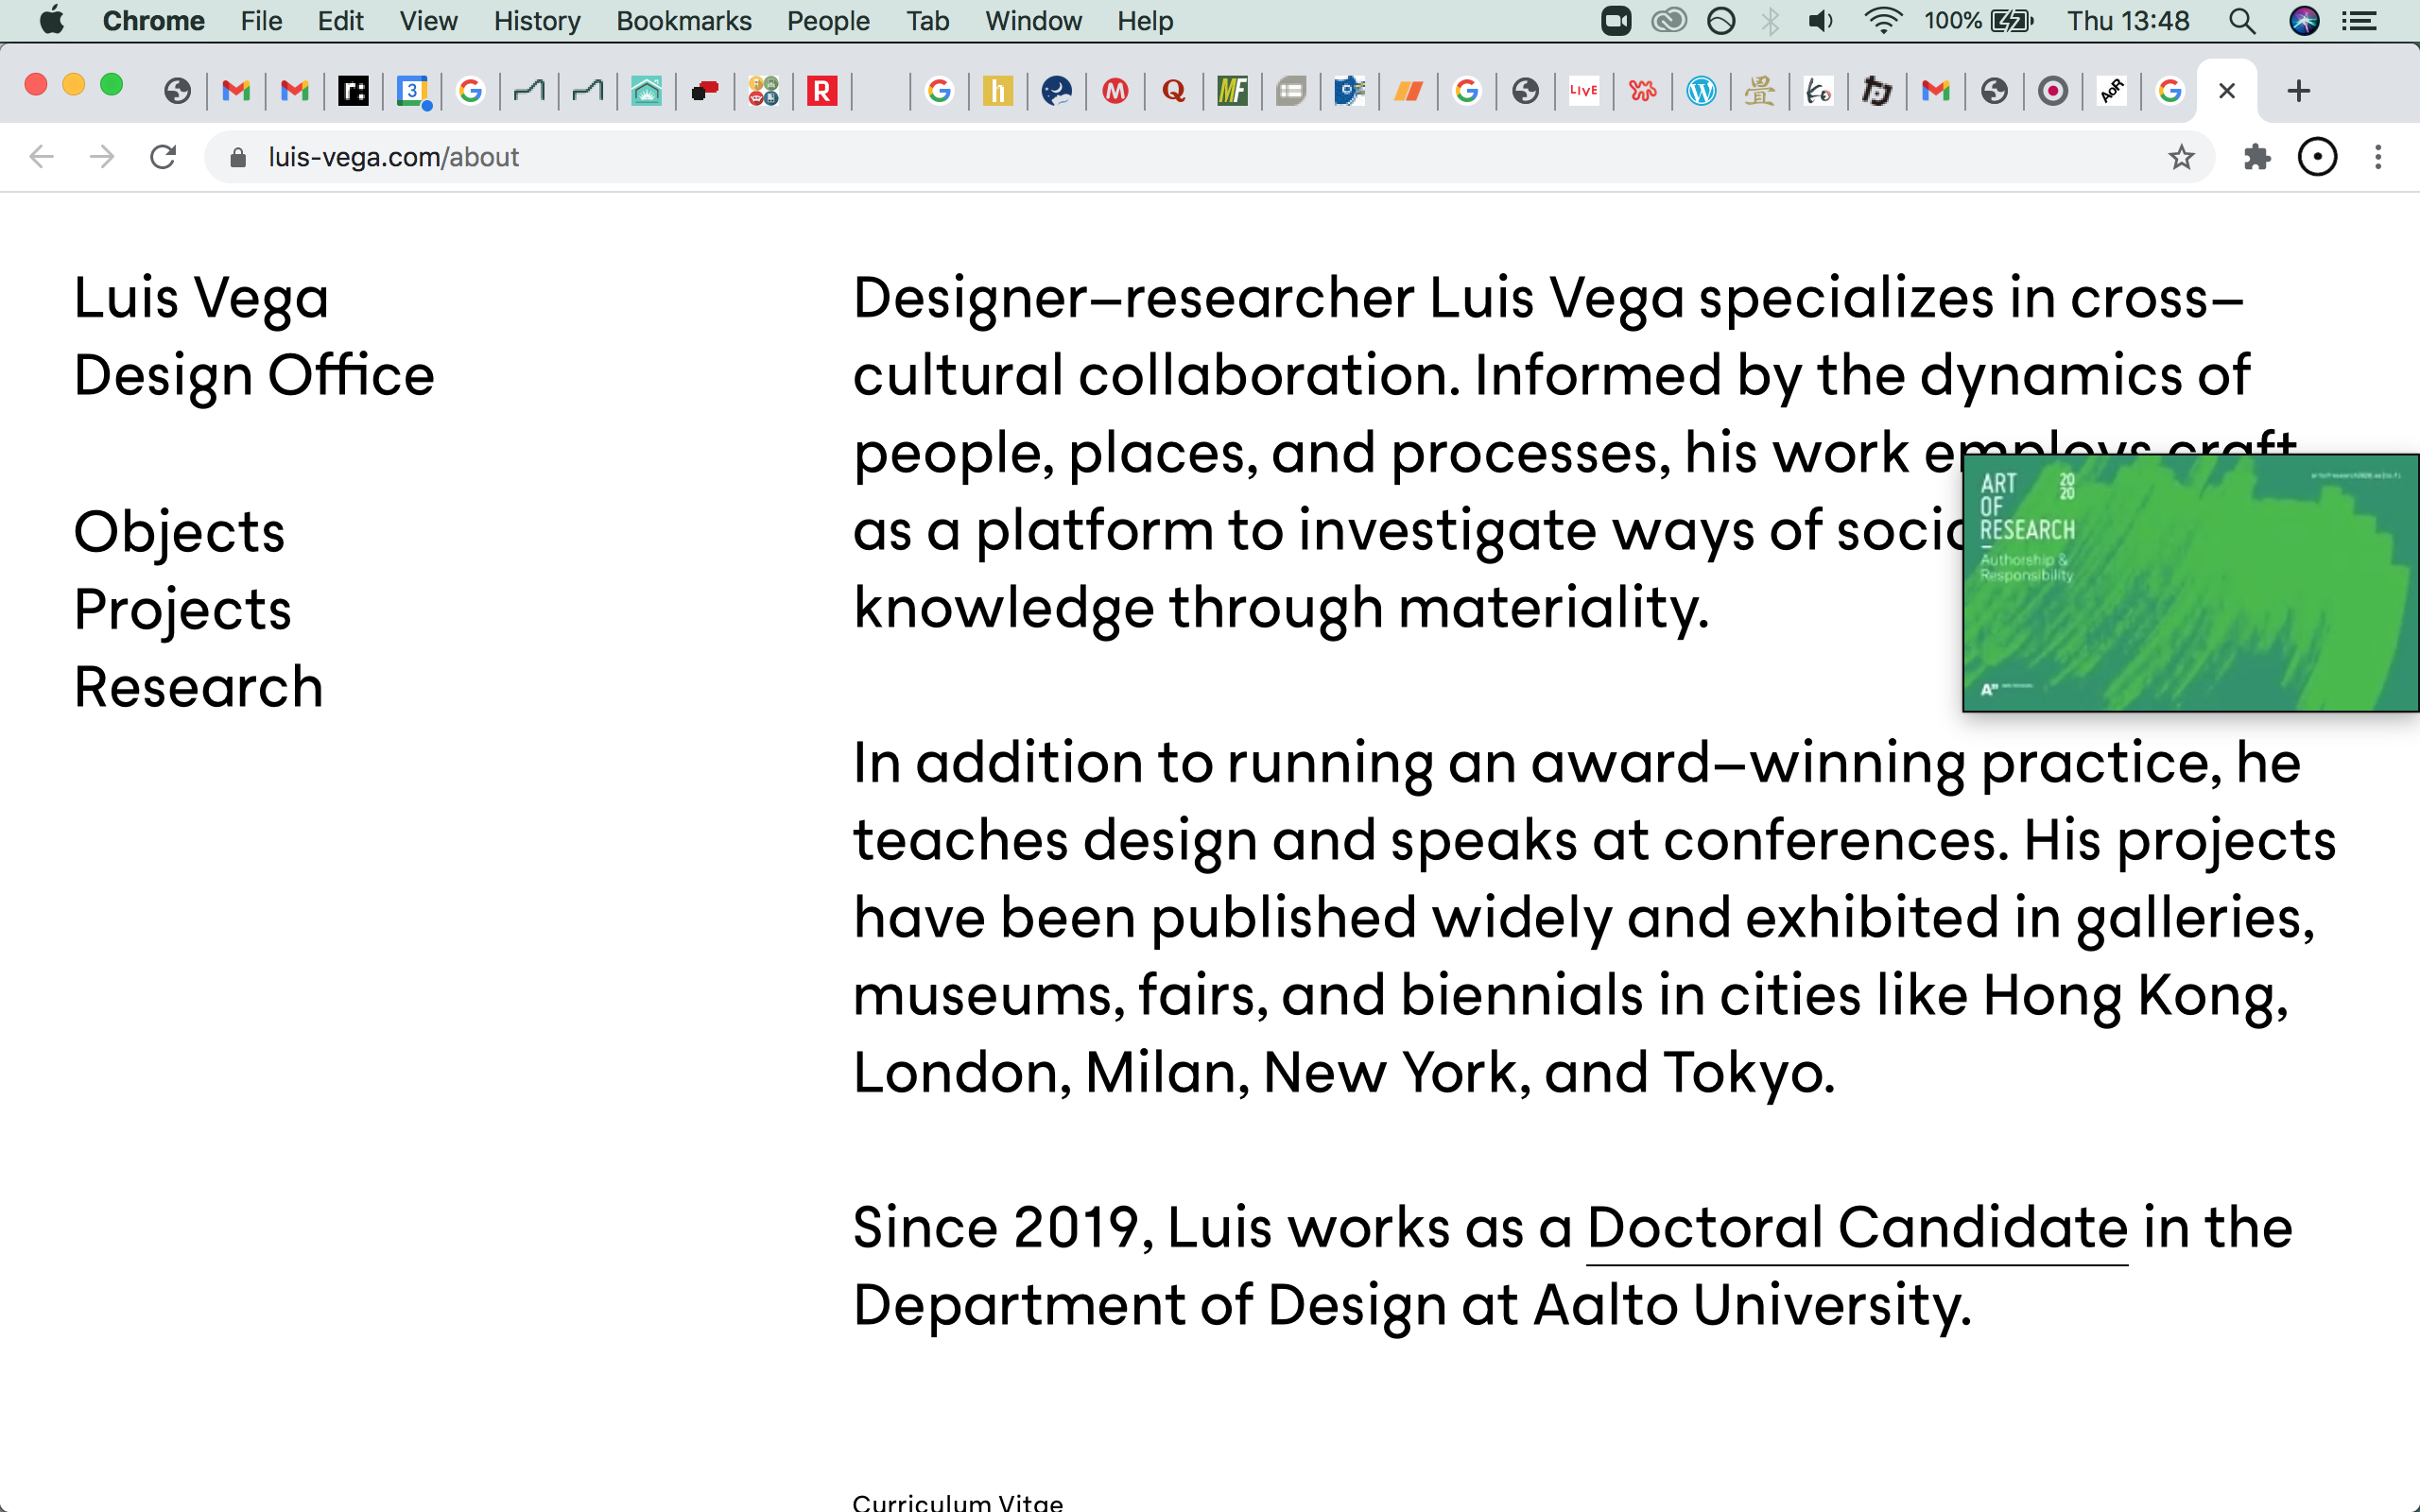 Chrome File Edit View History Bookmarks People Tab Window Help 100% Thu 13:48
luis-vega.com/about
Luis Vega
Design Office
Objects
Projects
Research
Designer–researcher Luis Vega specializes in cross–
cultural collaboration. Informed by the dynamics of
people, places, and processes, his work employs craft
as a platform to investigate ways of
knowledge through materiality.
In addition to running an award–winning practice, he
teaches design and speaks at conferences. His projects
have been published widely and exhibited in galleries,
museums, fairs, and biennials in cities like Hong Kong,
London, Milan, New York, and Tokyo.
Since 2019, Luis works as a Doctoral Candidate in the
Department of Design at Aalto University.
Curriculum Vitae
ART
OF
RESEARCH
20
20
Authorship &
Responsibility